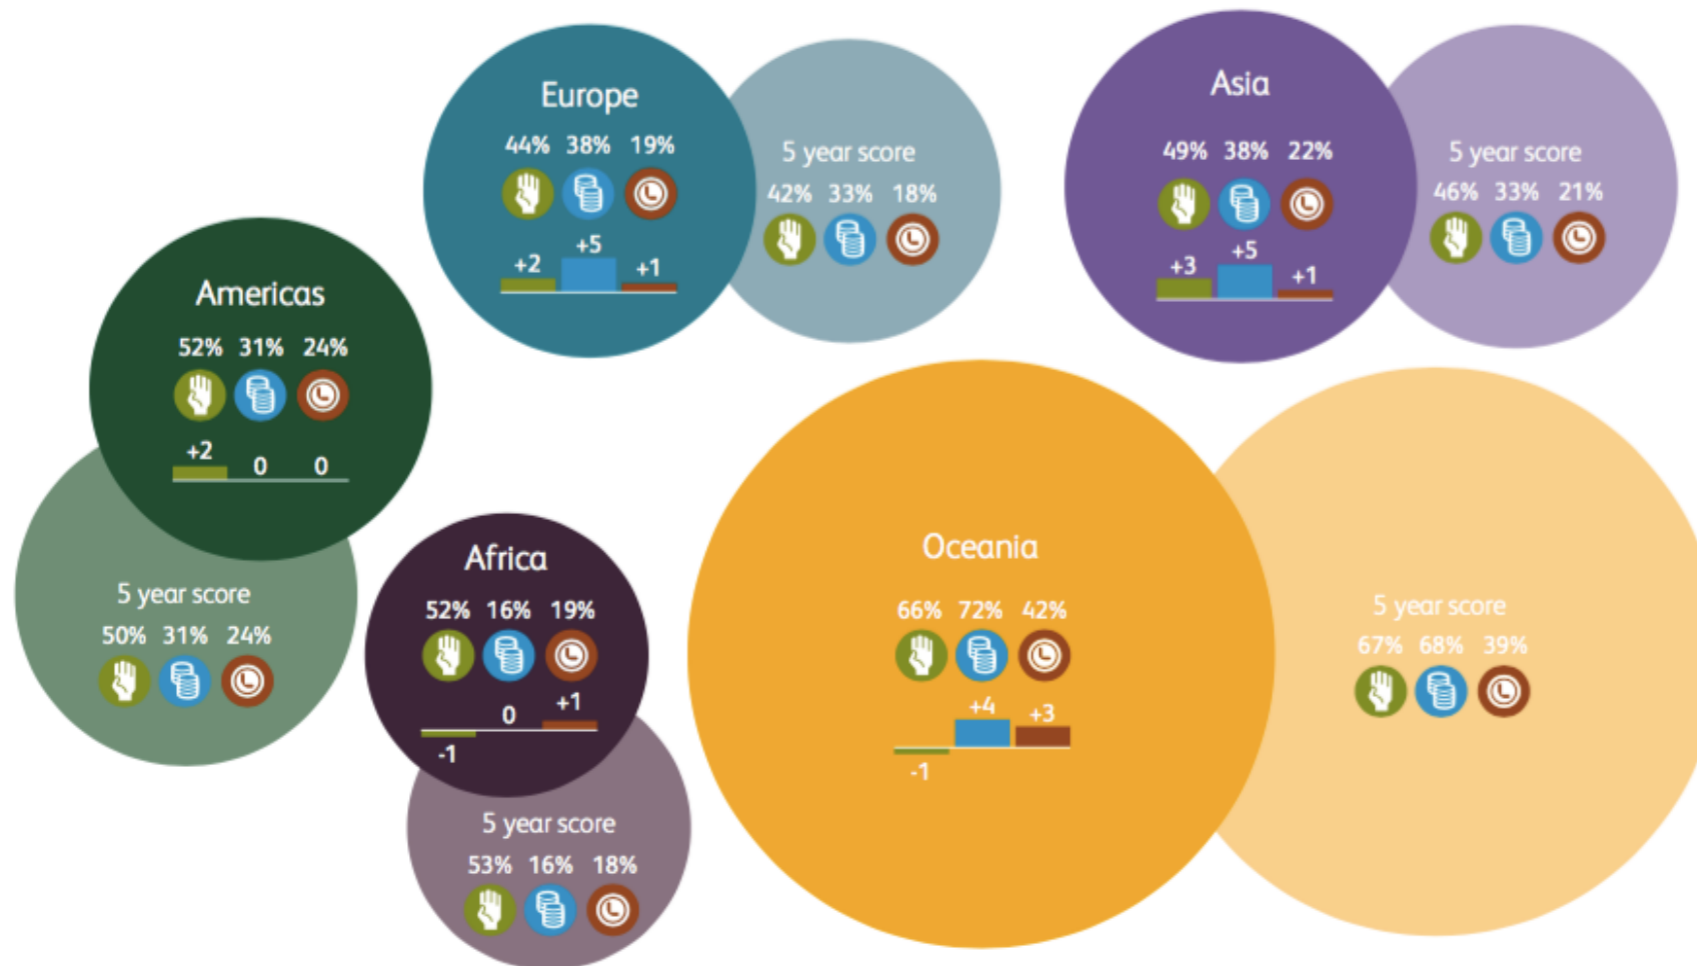 Europe
44% 38% 19%
+2 +5 +1
5 year score
42% 33% 18%
Asia
49% 38% 22%
+3 +5 +1
5 year score
46% 33% 21%
Americas
52% 31% 24%
+2 0 0
5 year score
50% 31% 24%
Africa
52% 16% 19%
-1 0 +1
5 year score
53% 16% 18%
Oceania
66% 72% 42%
-1 +4 +3
5 year score
67% 68% 39%